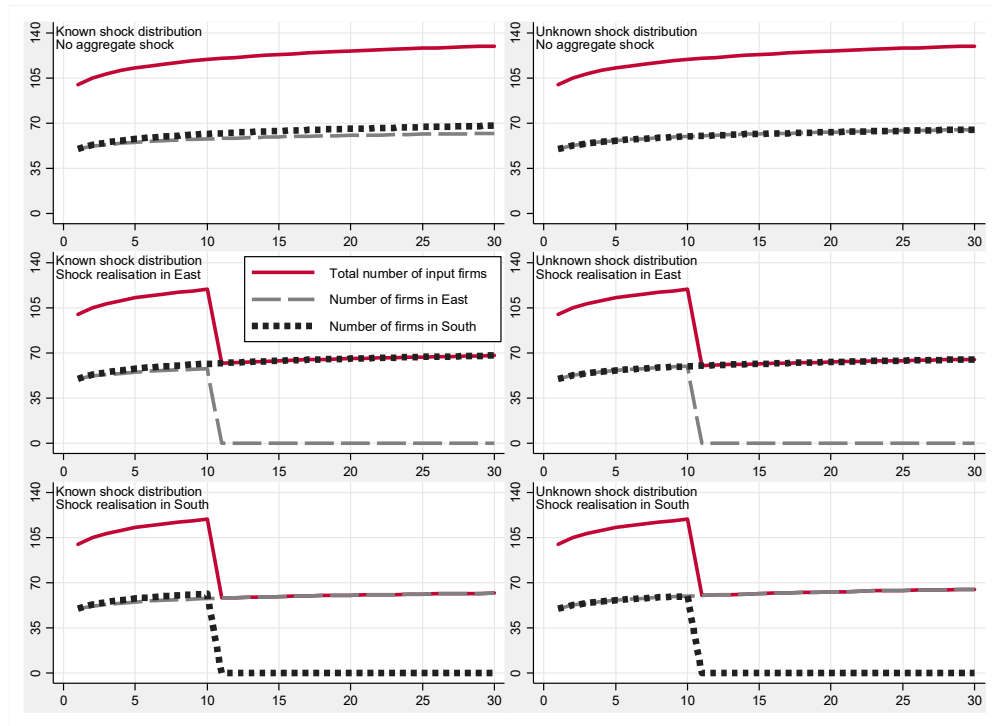 Known shock distribution
No aggregate shock
140
105
70
35
0
0 5 10 15 20 25 30
Unknown shock distribution
No aggregate shock
140
105
70
35
0
0 5 10 15 20 25 30
Known shock distribution
Shock realisation in East
Total number of input firms
Number of firms in East
Number of firms in South
140
105
70
35
0
0 5 10 15 20 25 30
Unknown shock distribution
Shock realisation in East
140
105
70
35
0
0 5 10 15 20 25 30
Known shock distribution
Shock realisation in South
140
105
70
35
0
0 5 10 15 20 25 30
Unknown shock distribution
Shock realisation in South
140
105
70
35
0
0 5 10 15 20 25 30